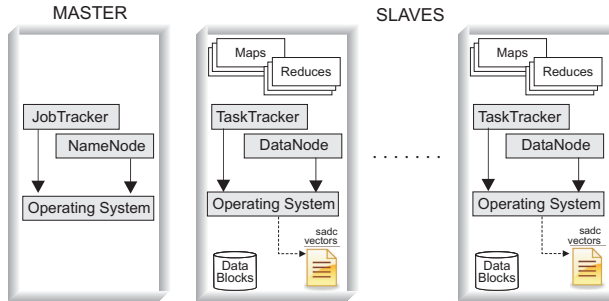 MASTER
SLAVES
JobTracker
NameNode
Operating System
Maps
Reduces
TaskTracker
DataNode
Operating System
sadc
vectors
Data
Blocks
. . . . . . .
Maps
Reduces
TaskTracker
DataNode
Operating System
sadc
vectors
Data
Blocks